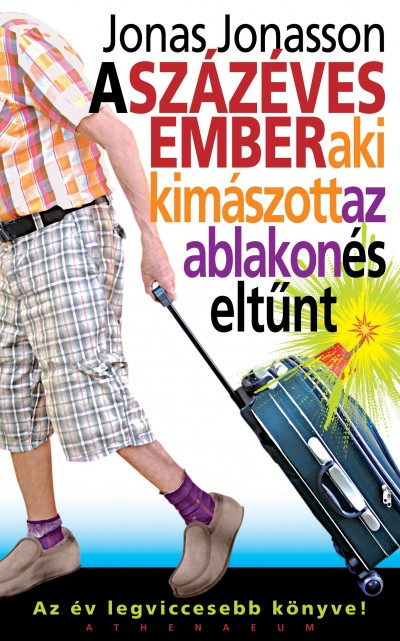 Jonas Jonasson
A SZÁZÉVES
EMBER aki
kimászott az
ablakon és
eltűnt
Az év legviccesebb könyve!
ATHENAEUM